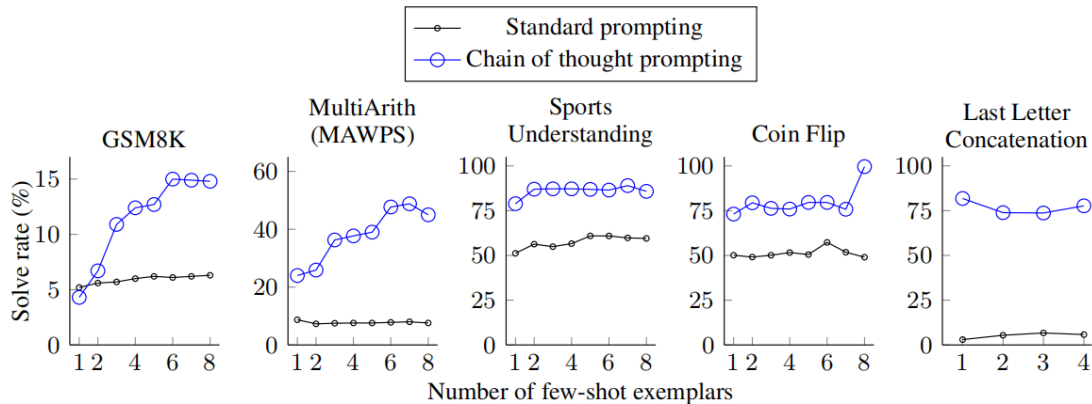 Standard prompting
Chain of thought prompting
GSM8K
MultiArith
(MAWPS)
Sports
Understanding
Coin Flip
Last Letter
Concatenation
Solve rate (%)
15
10
5
0
1 2 4 6 8
60
40
20
0
1 2 4 6 8
100
75
50
25
0
1 2 4 6 8
100
75
50
25
0
1 2 4 6 8
100
75
50
25
0
1 2 3 4
Number of few-shot exemplars